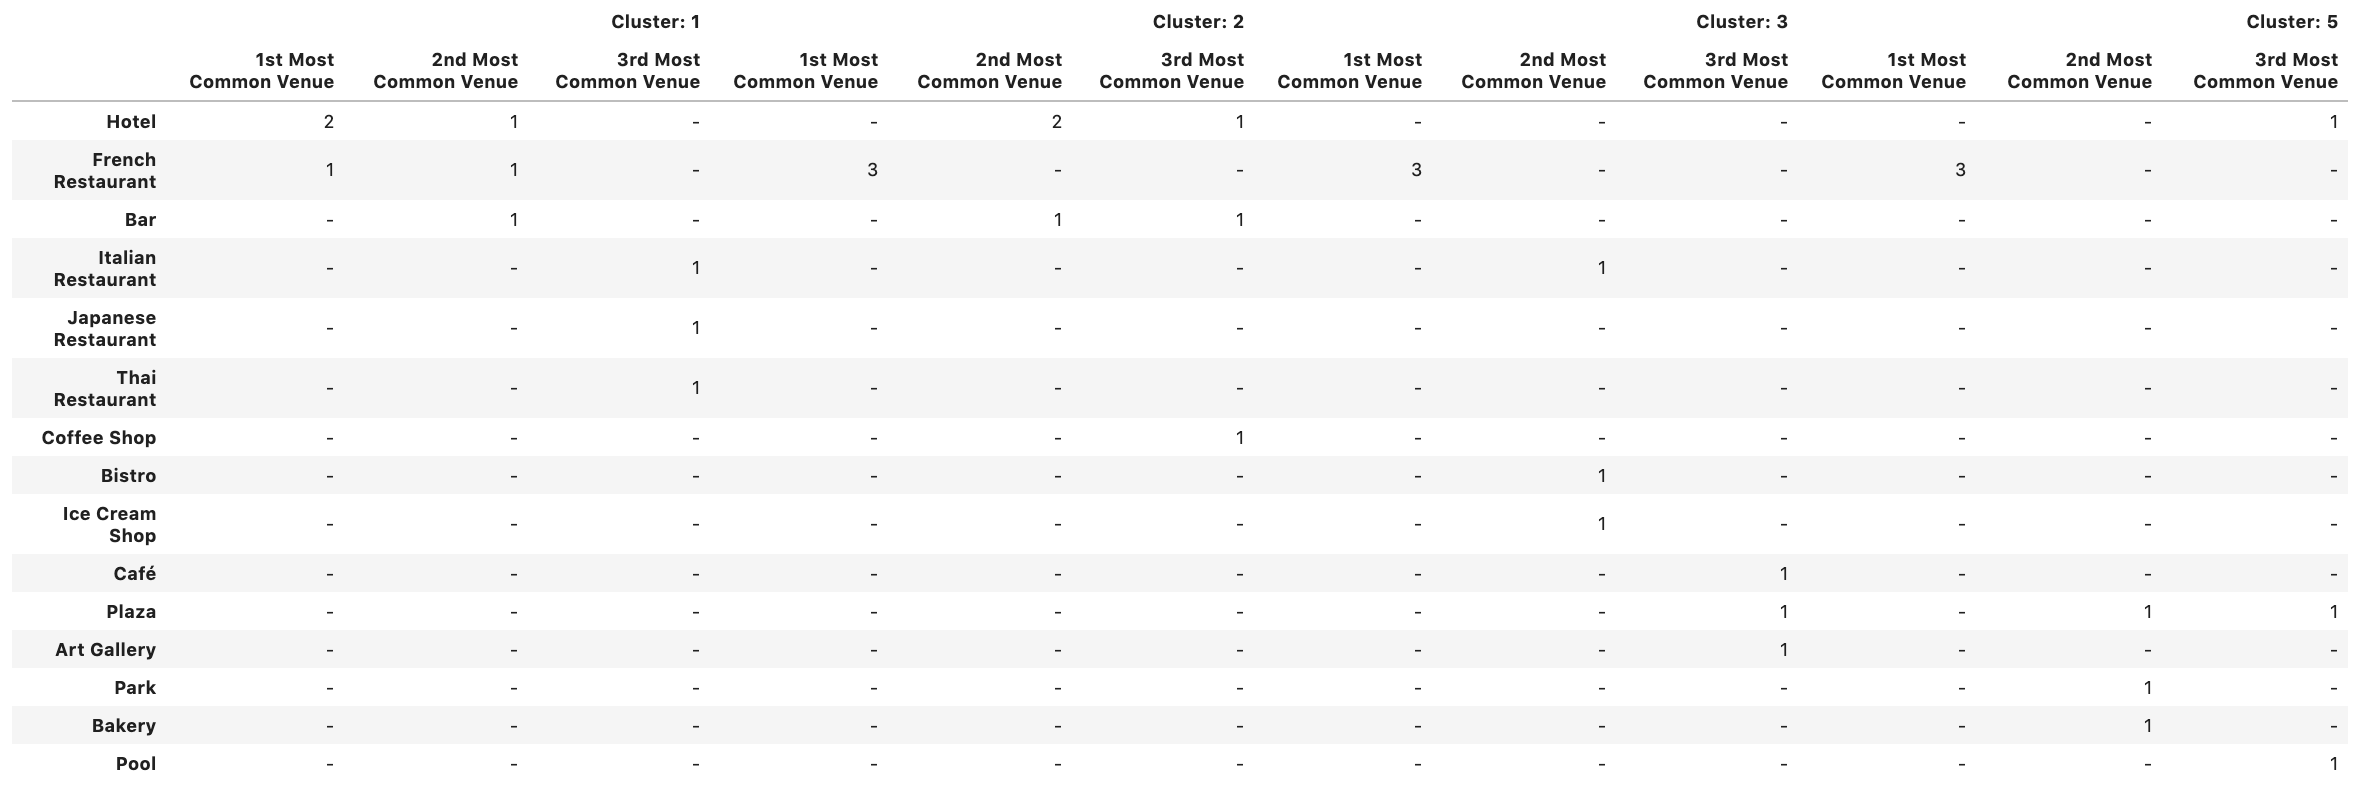 Cluster: 1 Cluster: 2 Cluster: 3 Cluster: 5
1st Most 2nd Most 3rd Most 1st Most 2nd Most 3rd Most 1st Most 2nd Most 3rd Most 1st Most 2nd Most 3rd Most
Common Venue Common Venue Common Venue Common Venue Common Venue Common Venue Common Venue Common Venue Common Venue Common Venue Common Venue Common Venue
Hotel 2 1 - - 2 1 - - - - - 1
French
Restaurant 1 1 - 3 - - 3 - - 3 - -
Bar - 1 - - 1 1 - - - - - -
Italian
Restaurant - - 1 - - - - 1 - - - -
Japanese
Restaurant - - 1 - - - - - - - - -
Thai
Restaurant - - 1 - - - - - - - - -
Coffee Shop - - - - - 1 - - - - - -
Bistro - - - - - - - 1 - - - -
Ice Cream
Shop - - - - - - - 1 - - - -
Café - - - - - - - - 1 - - -
Plaza - - - - - - - - 1 - 1 1
Art Gallery - - - - - - - - 1 - - -
Park - - - - - - - - - - 1 -
Bakery - - - - - - - - - - 1 -
Pool - - - - - - - - - - - 1